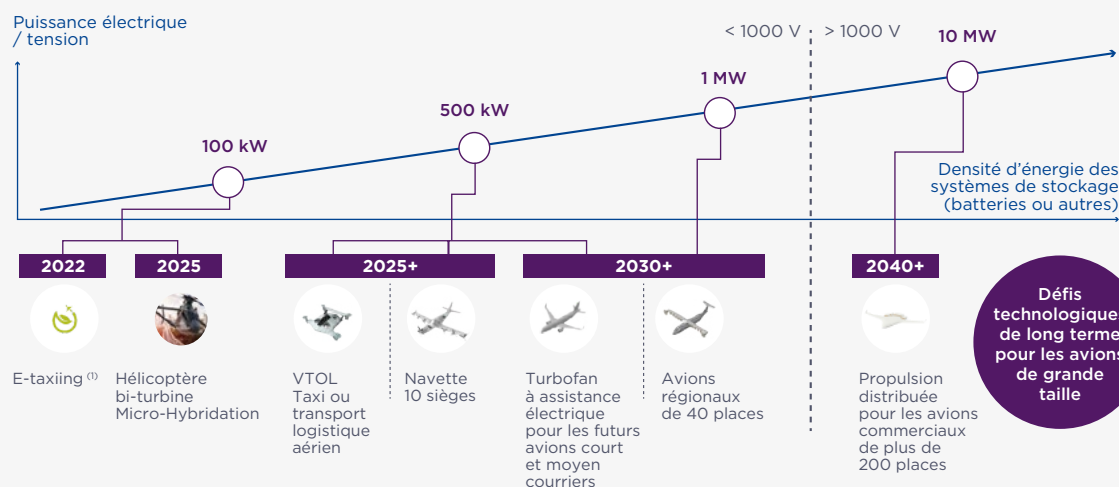 Puissance électrique
/ tension
< 1000 V
> 1000 V
10 MW
1 MW
500 kW
100 kW
Densité d'énergie des
systèmes de stockage
(batteries ou autres)
2022
2025
2025+
2030+
2040+
E-taxiing (1)
Hélicoptère
bi-turbine
Micro-Hybridation
VTOL
Taxi ou
transport
logistique
aérien
Navette
10 sièges
Turbofan
à assistance
électrique
pour les futurs
avions court
et moyen
courriers
Avions
régionaux
de 40 places
Propulsion
distribuée
pour les avions
commerciaux
de plus de
200 places
Défis
technologique
de long terme
pour les avions
de grande
taille